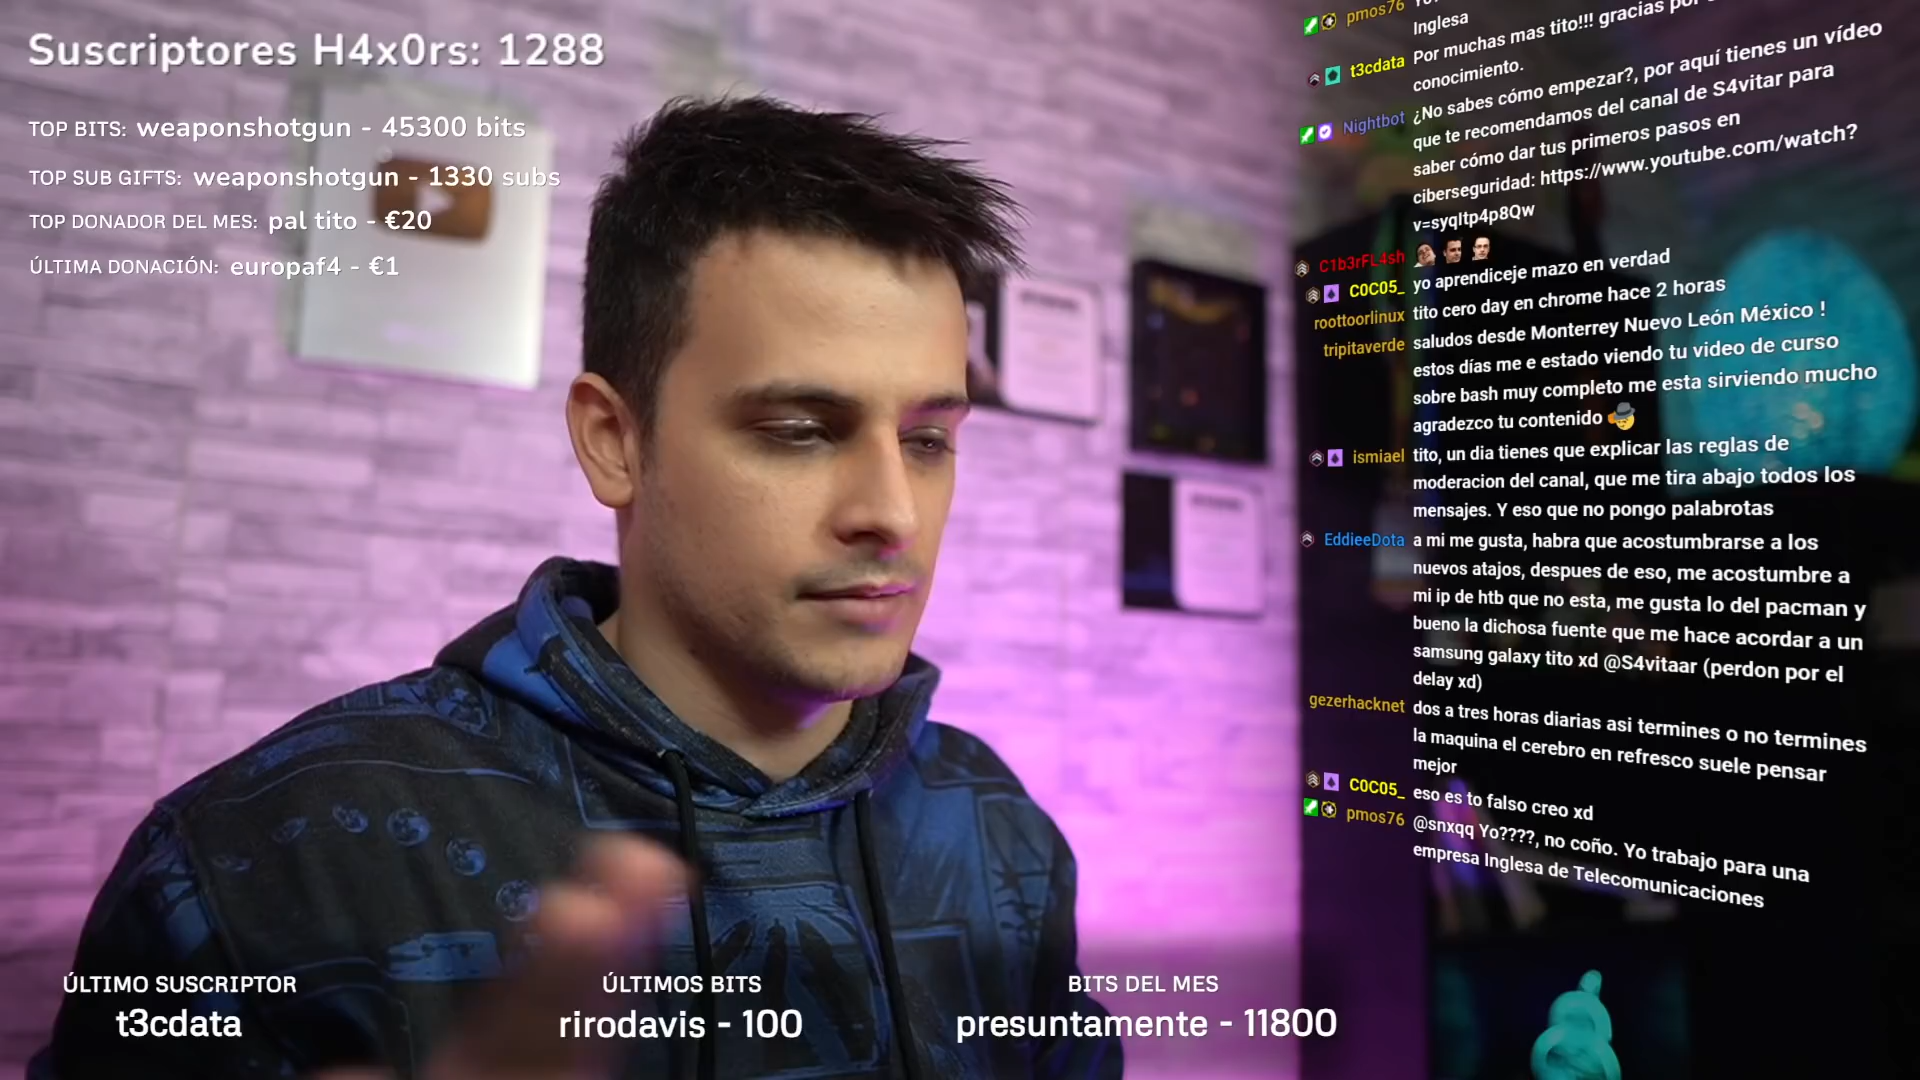 Suscriptores H4x0rs: 1288
TOP BITS: weaponshotgun - 45300 bits
TOP SUB GIFTS: weaponshotgun - 1330 subs
TOP DONADOR DEL MES: pal tito - €20
ÚLTIMA DONACIÓN: europaf4 - €1
pmos76
Inglesa
t3cdata Por muchas mas tito!!! gracias
conocimiento.
Nightbot ¿No sabes cómo empezar?, por aquí tienes un vídeo
que te recomendamos del canal de S4vitar para
saber cómo dar tus primeros pasos en
ciberseguridad: https://www.youtube.com/watch?
v=syqltp4p8Qw
C1b3rFL4sh
C0C05_ yo aprendiceje mazo en verdad
roottoorlinux tito cero day en chrome hace 2 horas
tripitaverde saludos desde Monterrey Nuevo León México !
estos días me e estado viendo tu video de curso
sobre bash muy completo me esta sirviendo mucho
agradezco tu contenido
ismiael tito, un dia tienes que explicar las reglas de
moderacion del canal, que me tira abajo todos los
mensajes. Y eso que no pongo palabrotas
EddieeDota a mi me gusta, habra que acostumbrarse a los
nuevos atajos, despues de eso, me acostumbre a
mi ip de htb que no esta, me gusta lo del pacman y
bueno la dichosa fuente que me hace acordar a un
samsung galaxy tito xd @S4vitaar (perdon por el
delay xd)
gezerhacknet dos a tres horas diarias asi termines o no termines
la maquina el cerebro en refresco suele pensar
mejor
C0C05_ eso es to falso creo xd
pmos76 @snxqq Yo????, no coño. Yo trabajo para una
empresa Inglesa de Telecomunicaciones
ÚLTIMO SUSCRIPTOR
t3cdata
ÚLTIMOS BITS
rirodavis - 100
BITS DEL MES
presuntamente - 11800